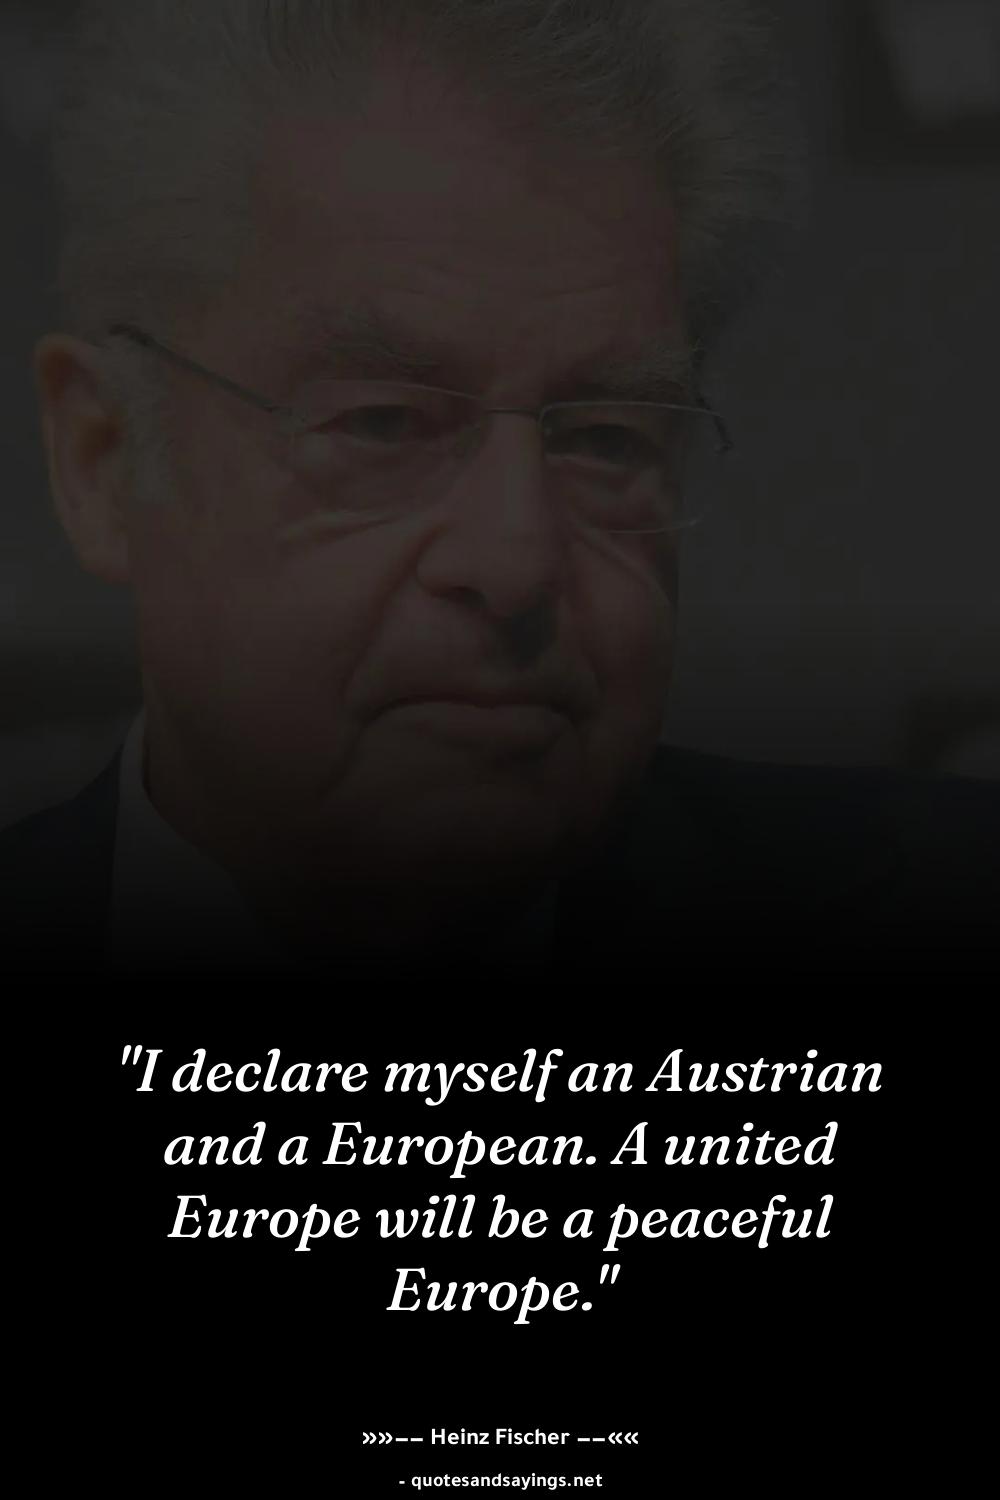 "I declare myself an Austrian
and a European. A united
Europe will be a peaceful
Europe."
»»−− Heinz Fischer −−««
- quotesandsayings.net